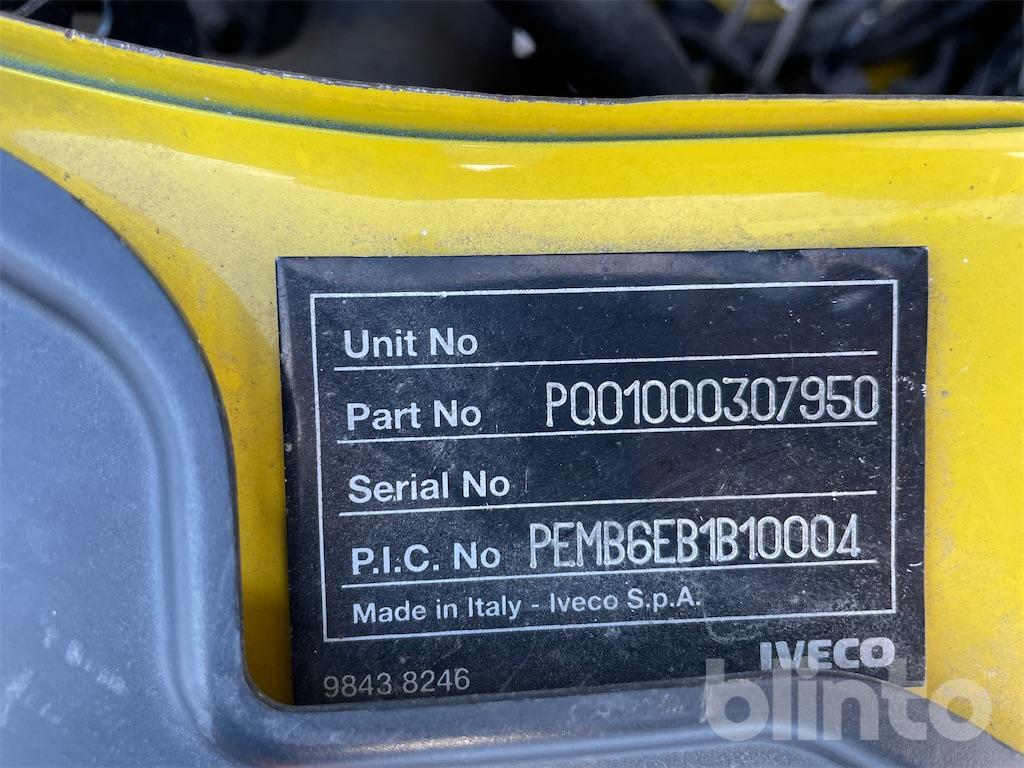 Unit No
Part No PQ01000307950
Serial No
P.I.C. No PEMB6EB1B10004
Made in Italy - Iveco S.p.A.
IVECO
9843 8246
blinto